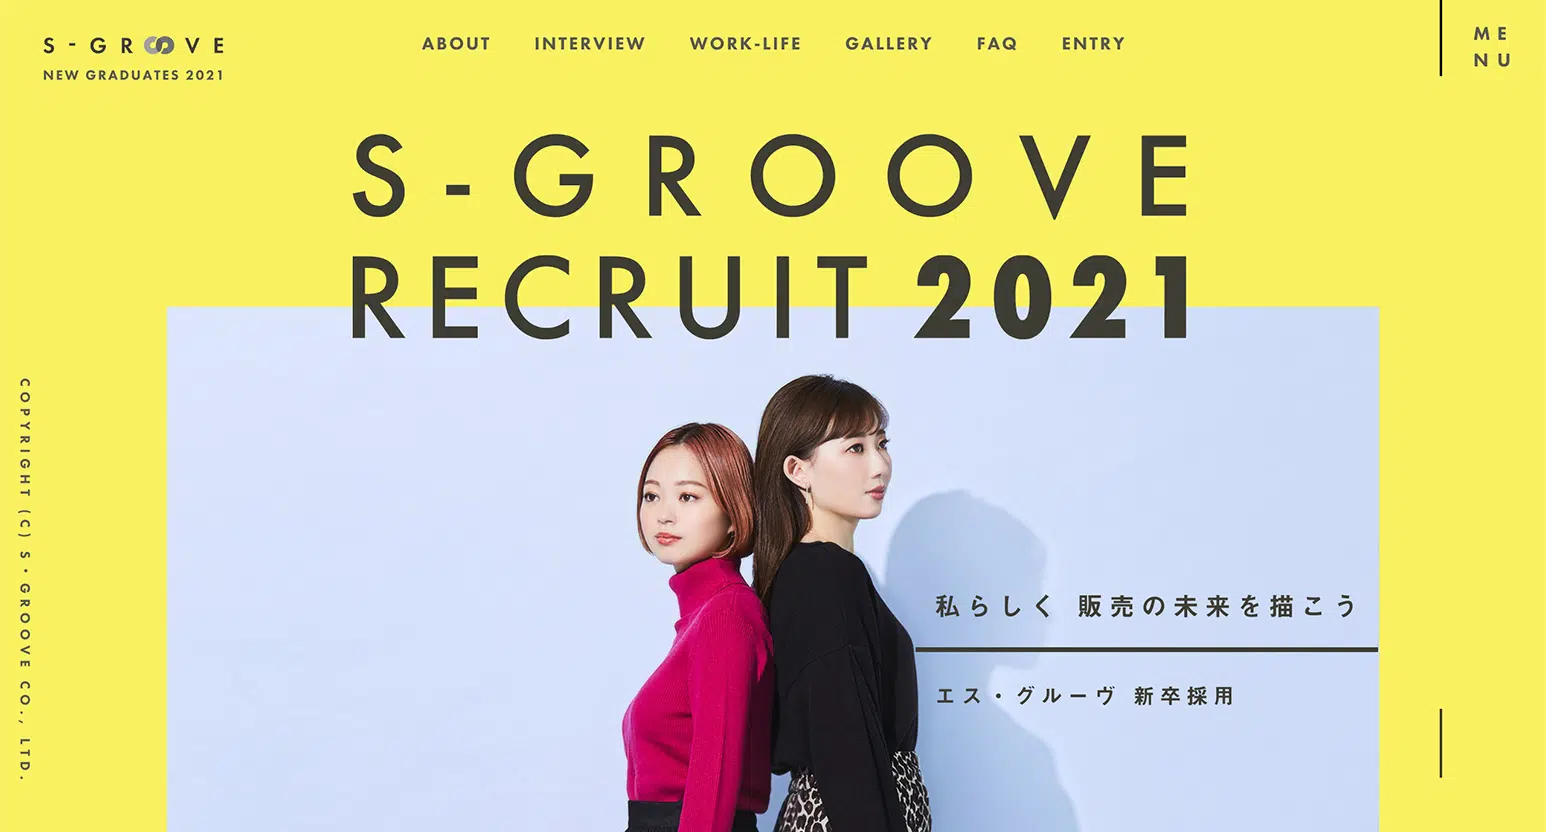 S-GROOVE
NEW GRADUATES 2021
ABOUT INTERVIEW WORK-LIFE GALLERY FAQ ENTRY
ME
NU
S-GROOVE
RECRUIT 2021
COPYRIGHT (C) S・GROOVE CO., LTD.
私らしく 販売の未来を描こう
エス・グルーヴ 新卒採用